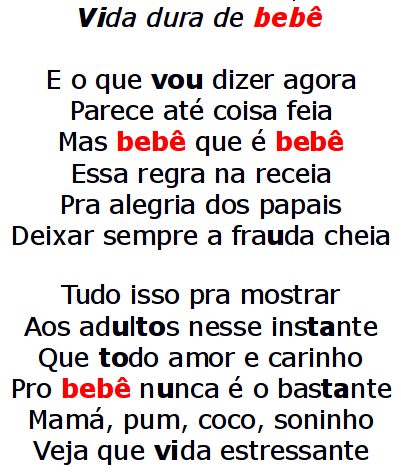 Vida dura de bebê
E o que vou dizer agora
Parece até coisa feia
Mas bebê que é bebê
Essa regra na receia
Pra alegria dos papais
Deixar sempre a frauda cheia
Tudo isso pra mostrar
Aos adultos nesse instante
Que todo amor e carinho
Pro bebê nunca é o bastante
Mamá, pum, coco, soninho
Veja que vida estressante